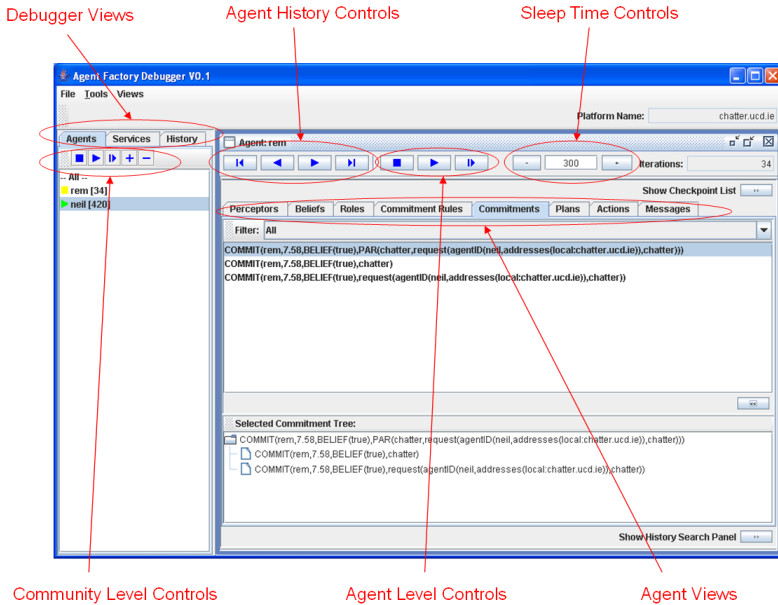 Debugger Views
Agent History Controls
Sleep Time Controls
Agent Factory Debugger V0.1
File Tools Views
Platform Name: chatter.ucd.ie
Agents Services History
Agent: rem
- 300 + Iterations: 34
-- All --
rem [34]
neil [420]
Show Checkpoint List >>
Perceptors Beliefs Roles Commitment Rules Commitments Plans Actions Messages
Filter: All
COMMIT(rem,7.58,BELIEF(true),PAR(chatter,request(agentID(neil,addresses(local:chatter.ucd.ie)),chatter)))
COMMIT(rem,7.58,BELIEF(true),chatter)
COMMIT(rem,7.58,BELIEF(true),request(agentID(neil,addresses(local:chatter.ucd.ie)),chatter))
<<
Selected Commitment Tree:
COMMIT(rem,7.58,BELIEF(true),PAR(chatter,request(agentID(neil,addresses(local:chatter.ucd.ie)),chatter)))
COMMIT(rem,7.58,BELIEF(true),chatter)
COMMIT(rem,7.58,BELIEF(true),request(agentID(neil,addresses(local:chatter.ucd.ie)),chatter))
Show History Search Panel >>
Community Level Controls
Agent Level Controls
Agent Views